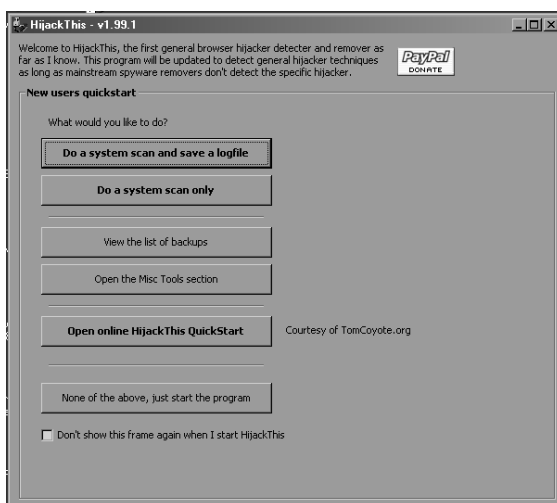 HijackThis - v1.99.1
Welcome to HijackThis, the first general browser hijacker detecter and remover as
far as I know. This program will be updated to detect general hijacker techniques
as long as mainstream spyware removers don't detect the specific hijacker.
PayPal
DONATE
New users quickstart
What would you like to do?
Do a system scan and save a logfile
Do a system scan only
View the list of backups
Open the Misc Tools section
Open online HijackThis QuickStart
Courtesy of TomCoyote.org
None of the above, just start the program
Don't show this frame again when I start HijackThis